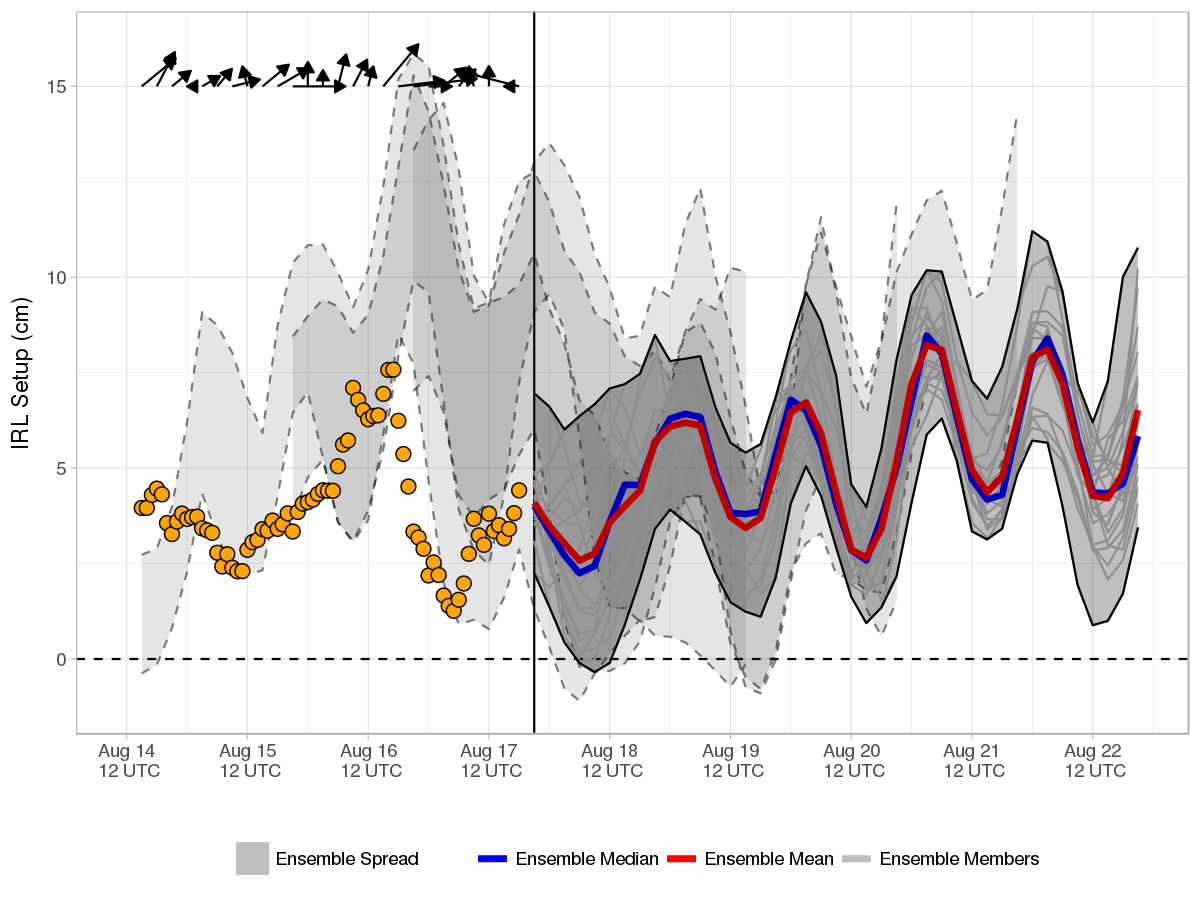 IRL Setup (cm)
15
10
5
0
Aug 14 Aug 15 Aug 16 Aug 17 Aug 18 Aug 19 Aug 20 Aug 21 Aug 22
12 UTC 12 UTC 12 UTC 12 UTC 12 UTC 12 UTC 12 UTC 12 UTC 12 UTC
Ensemble Spread Ensemble Median Ensemble Mean Ensemble Members